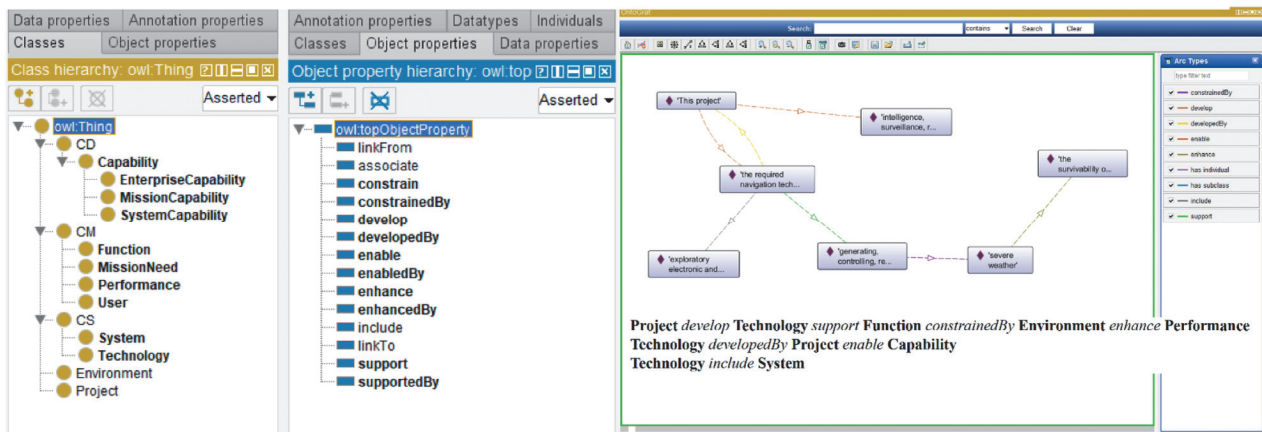 Data properties Annotation properties
Classes Object properties
Class hierarchy: owl:Thing
Asserted
owl:Thing
CD
Capability
EnterpriseCapability
MissionCapability
SystemCapability
CM
Function
MissionNeed
Performance
User
CS
System
Technology
Environment
Project
Annotation properties Datatypes Individuals
Classes Object properties Data properties
Object property hierarchy: owl:top
Asserted
owl:topObjectProperty
linkFrom
associate
constrain
constrainedBy
develop
developedBy
enable
enabledBy
enhance
enhancedBy
include
linkTo
support
supportedBy
OntoGraf
Search: contains Search Clear
'This project'
'intelligence,
surveillance, r...
'the
survivability o...
'the required
navigation tech...
'exploratory
electronic and...
'generating,
controlling, re...
'severe
weather'
Project develop Technology support Function constrainedBy Environment enhance Performance
Technology developedBy Project enable Capability
Technology include System
Arc Types
type filter text
constrainedBy
develop
developedBy
enable
enhance
has individual
has subclass
include
support